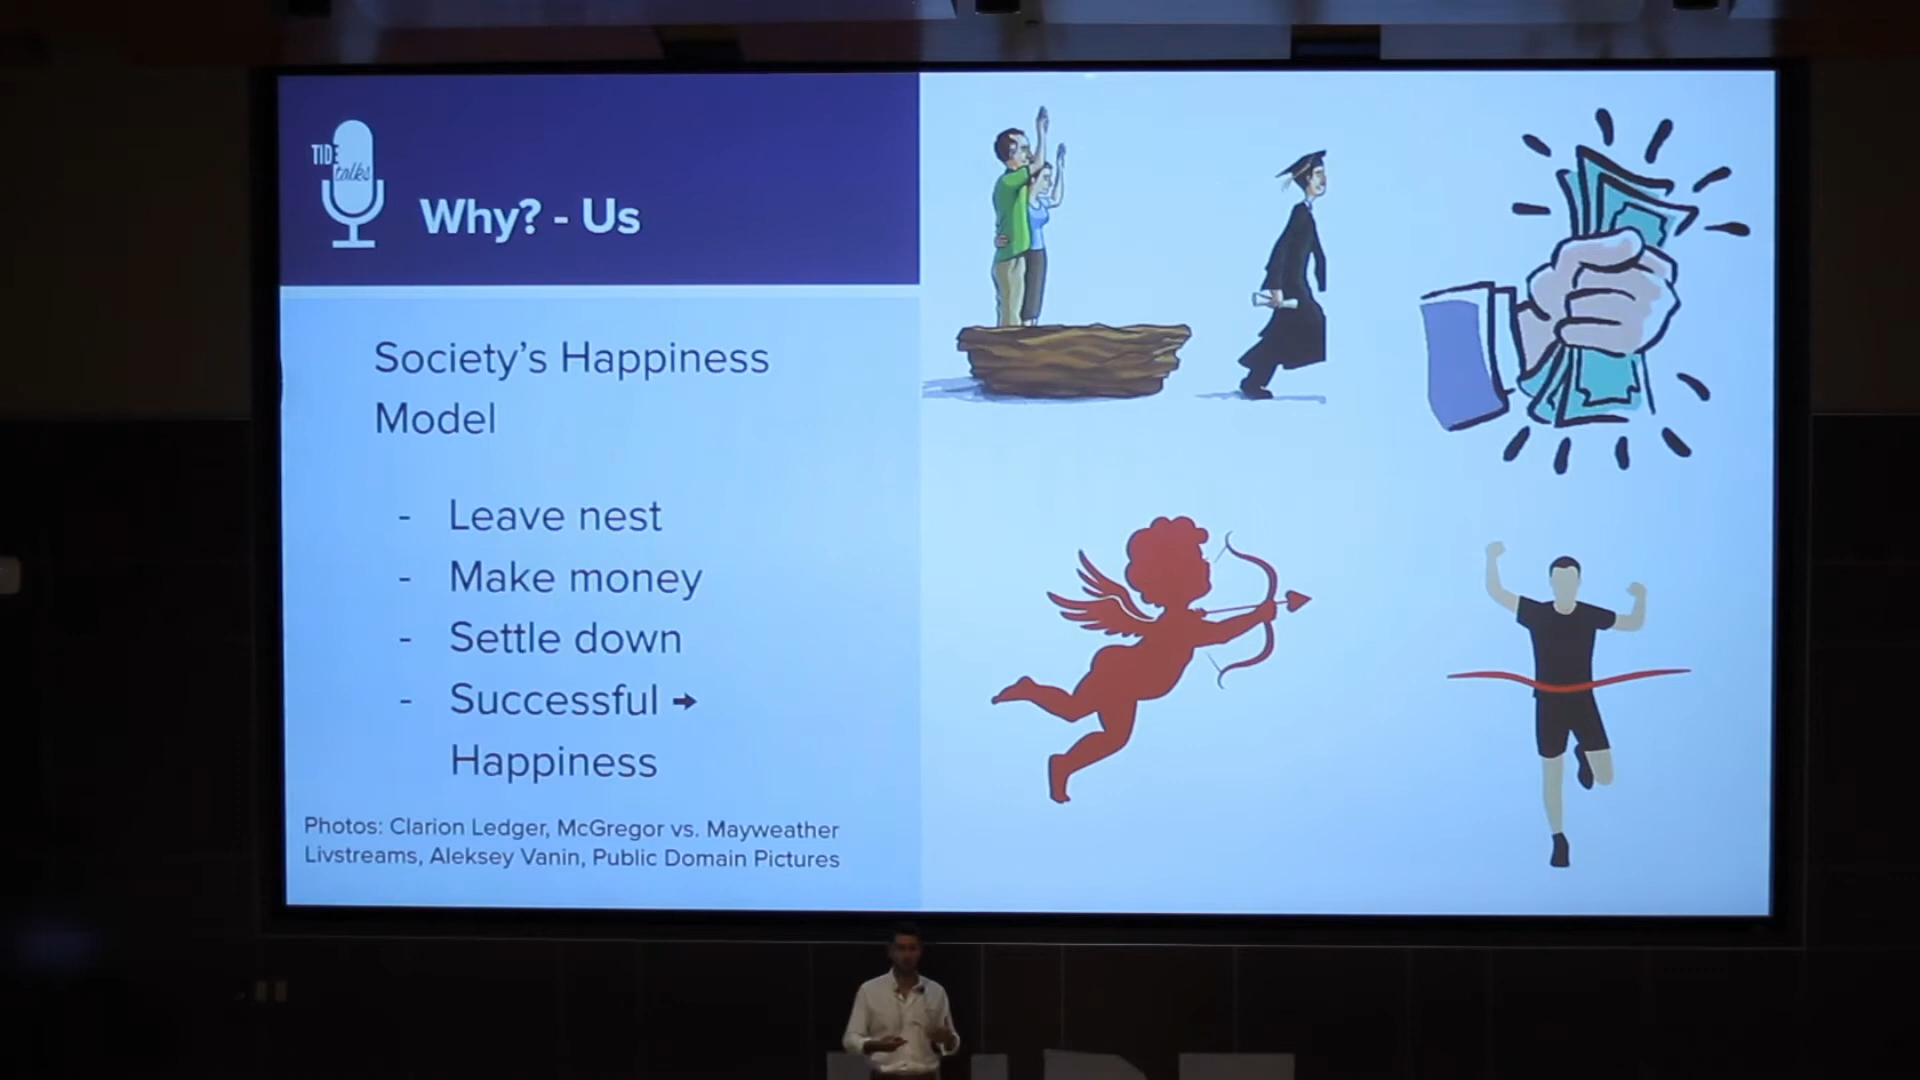 TIDE
talks
Why? - Us
Society's Happiness
Model
- Leave nest
- Make money
- Settle down
- Successful →
Happiness
Photos: Clarion Ledger, McGregor vs. Mayweather
Livstreams, Aleksey Vanin, Public Domain Pictures